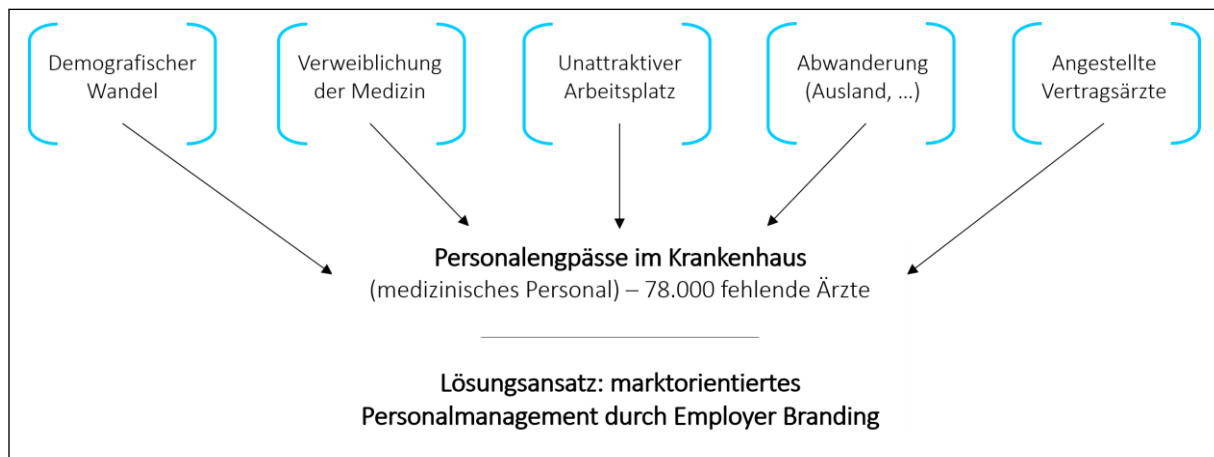 Demografischer
Wandel
Verweiblichung
der Medizin
Unattraktiver
Arbeitsplatz
Abwanderung
(Ausland, ...)
Angestellte
Vertragsärzte
Personalengpässe im Krankenhaus
(medizinisches Personal) – 78.000 fehlende Ärzte
Lösungsansatz: marktorientiertes
Personalmanagement durch Employer Branding